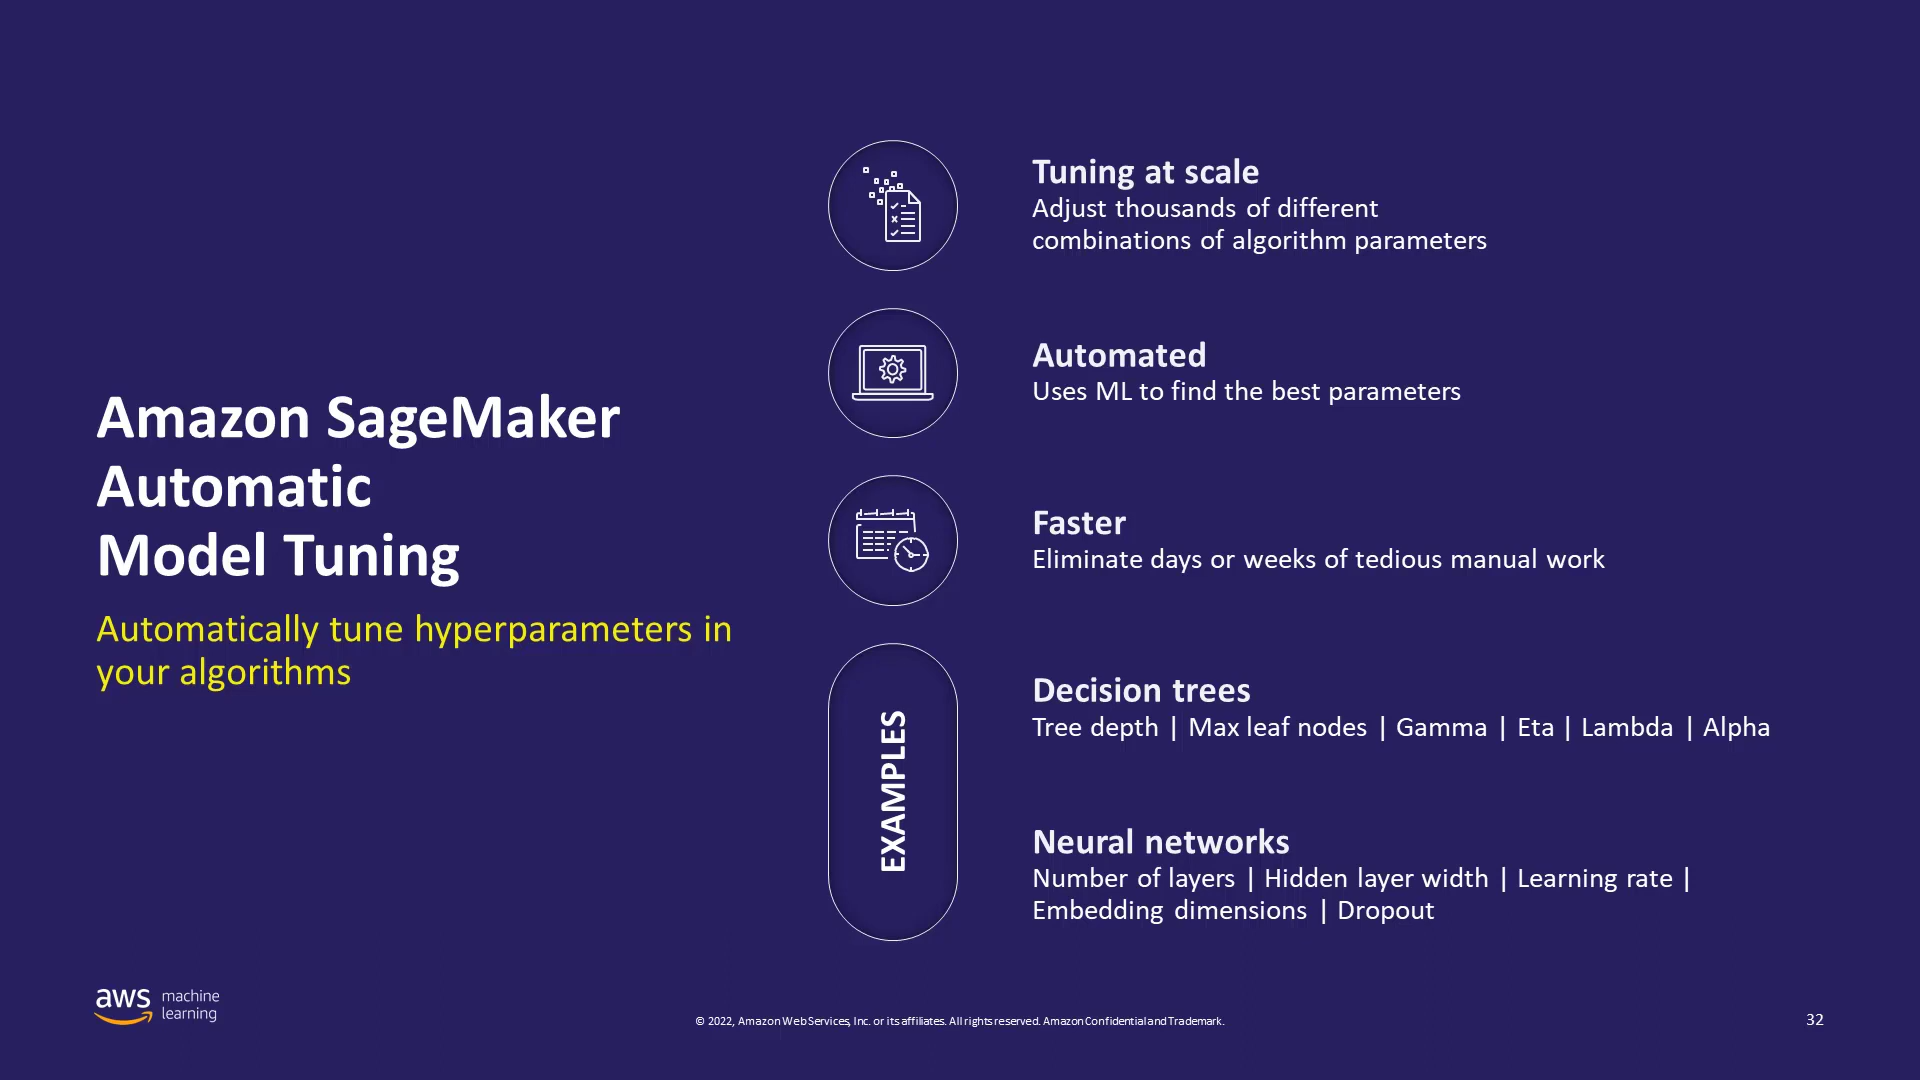 Amazon SageMaker
Automatic
Model Tuning
Automatically tune hyperparameters in
your algorithms
Tuning at scale
Adjust thousands of different
combinations of algorithm parameters
Automated
Uses ML to find the best parameters
Faster
Eliminate days or weeks of tedious manual work
EXAMPLES
Decision trees
Tree depth | Max leaf nodes | Gamma | Eta | Lambda | Alpha
Neural networks
Number of layers | Hidden layer width | Learning rate |
Embedding dimensions | Dropout
aws machine
learning
© 2022, Amazon Web Services, Inc. or its affiliates. All rights reserved. Amazon Confidential and Trademark.
32